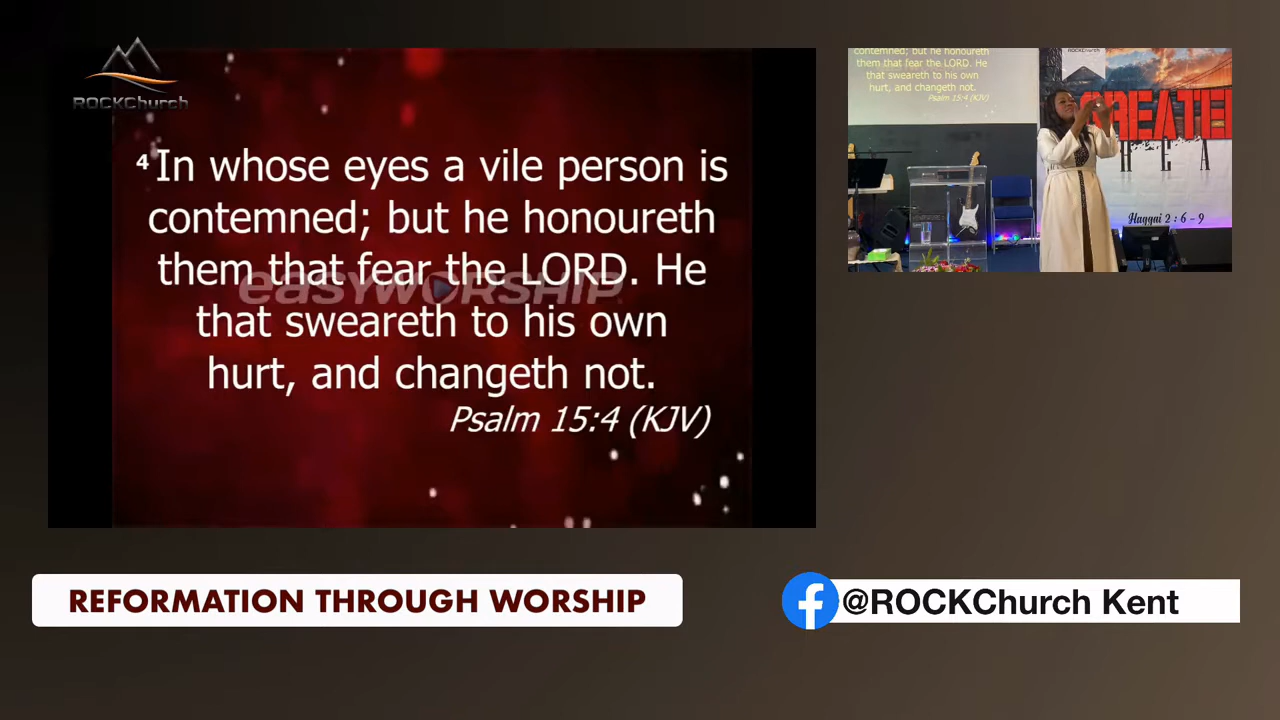 ROCKChurch
4 In whose eyes a vile person is
contemned; but he honoureth
them that fear the LORD. He
that sweareth to his own
hurt, and changeth not.
Psalm 15:4 (KJV)
easyworship
contemned; but he honoureth
them that fear the LORD. He
that sweareth to his own
hurt, and changeth not.
Psalm 15:4 (KJV)
ROCKChurch
Haggai 2 : 6 - 9
REFORMATION THROUGH WORSHIP
@ROCKChurch Kent